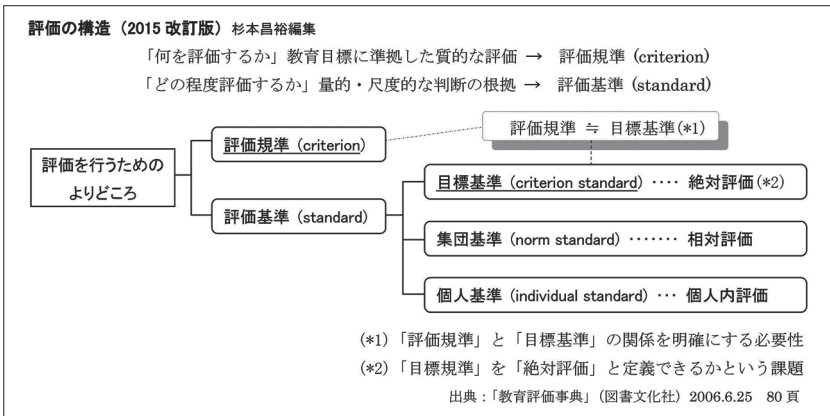 評価の構造（2015 改訂版）杉本昌裕編集
「何を評価するか」教育目標に準拠した質的な評価 → 評価規準 (criterion)
「どの程度評価するか」量的・尺度的な判断の根拠 → 評価基準 (standard)
評価規準 ≒ 目標基準(*1)
評価規準 (criterion)
評価を行うための
よりどころ
目標基準 (criterion standard) ‥‥ 絶対評価(*2)
評価基準 (standard)
集団基準 (norm standard) ‥‥‥‥ 相対評価
個人基準 (individual standard) ‥‥ 個人内評価
(*1)「評価規準」と「目標基準」の関係を明確にする必要性
(*2)「目標規準」を「絶対評価」と定義できるかという課題
出典：「教育評価事典」(図書文化社) 2006.6.25 80 頁